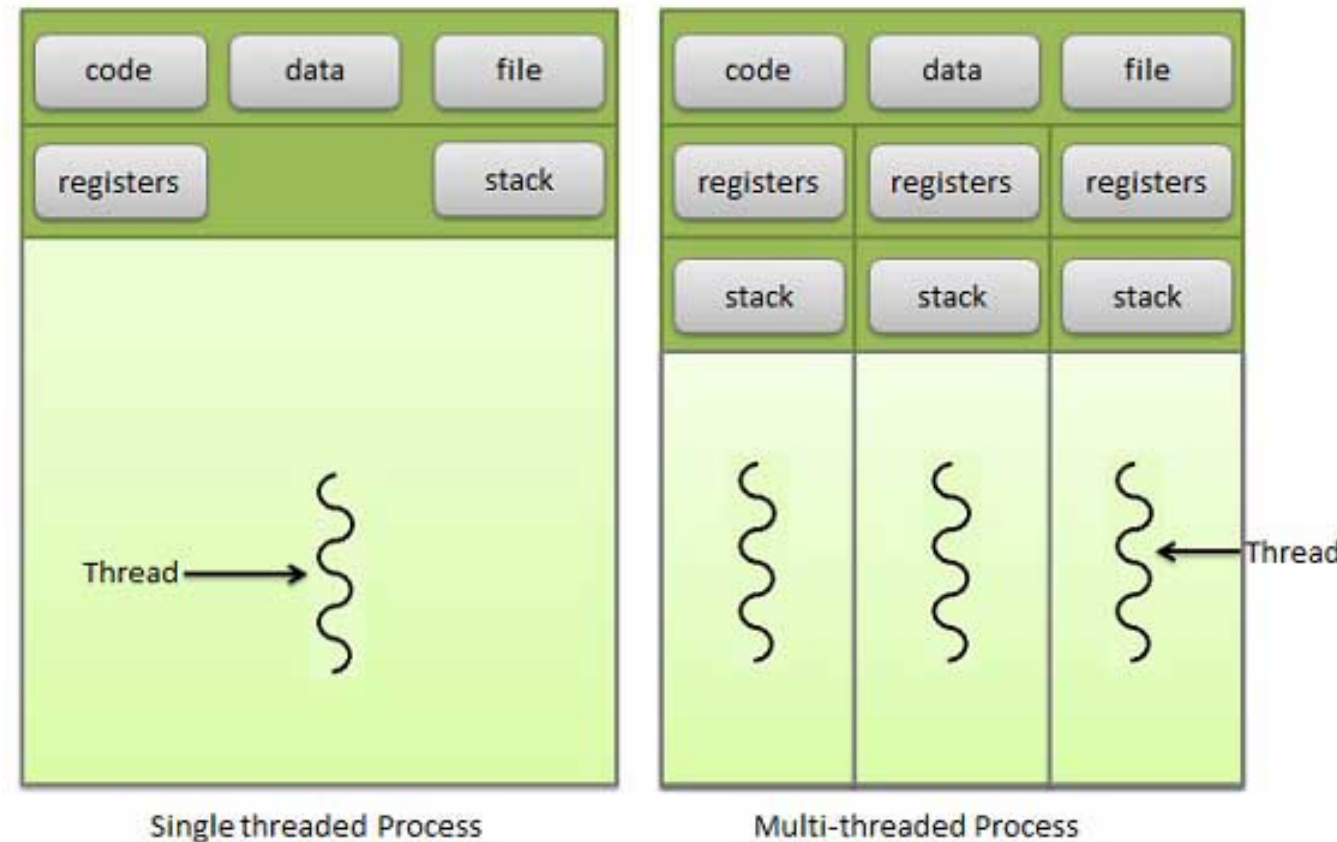 code data file
registers stack
Thread
Single threaded Process
code data file
registers registers registers
stack stack stack
Thread
Multi-threaded Process